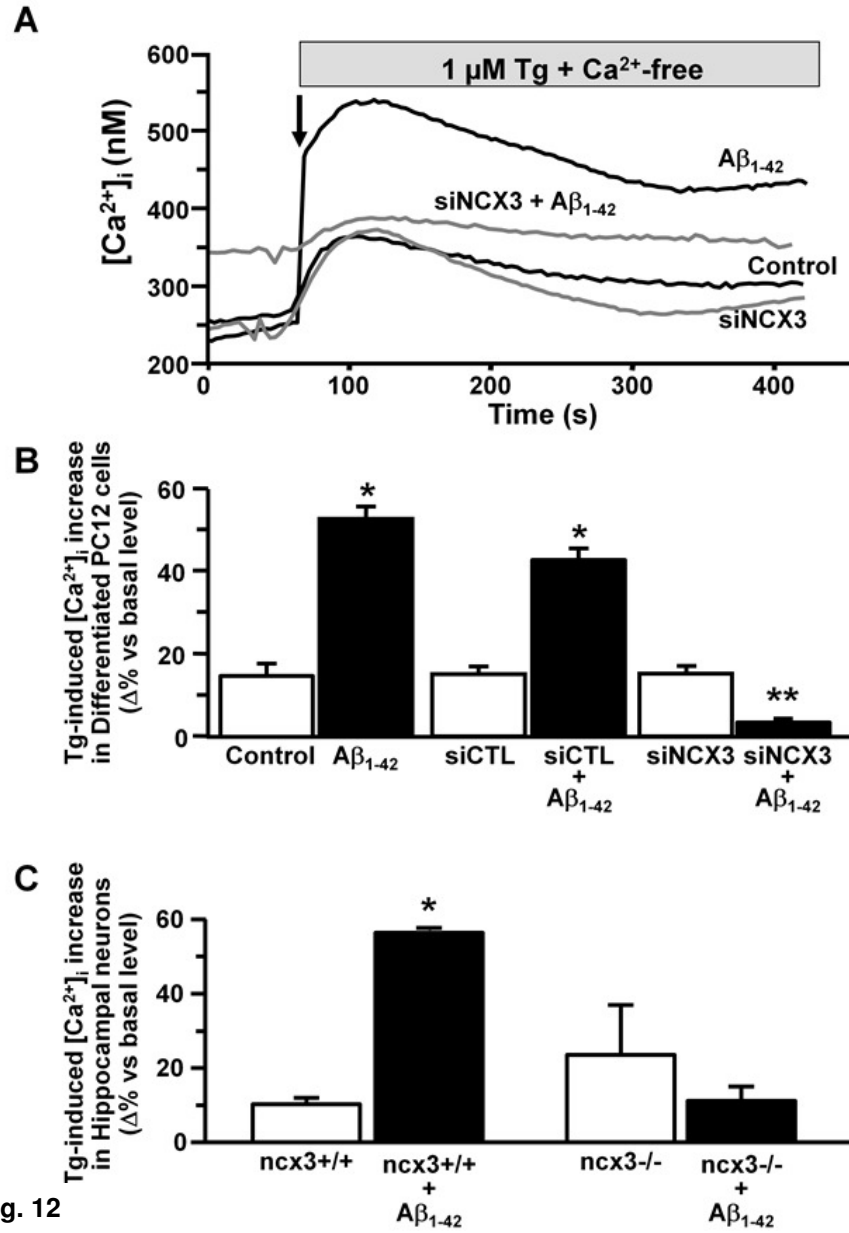 A
1 µM Tg + Ca²⁺-free
[Ca²⁺]ᵢ (nM)
600
500
400
300
200
Aβ₁₋₄₂
siNCX3 + Aβ₁₋₄₂
Control
siNCX3
0 100 200 300 400
Time (s)
B
Tg-induced [Ca²⁺]ᵢ increase
in Differentiated PC12 cells
(Δ% vs basal level)
60
40
20
0
* * **
Control Aβ₁₋₄₂ siCTL siCTL + Aβ₁₋₄₂ siNCX3 siNCX3 + Aβ₁₋₄₂
C
Tg-induced [Ca²⁺]ᵢ increase
in Hippocampal neurons
(Δ% vs basal level)
60
40
20
0
*
ncx3+/+ ncx3+/+ + Aβ₁₋₄₂ ncx3-/- ncx3-/- + Aβ₁₋₄₂
g. 12